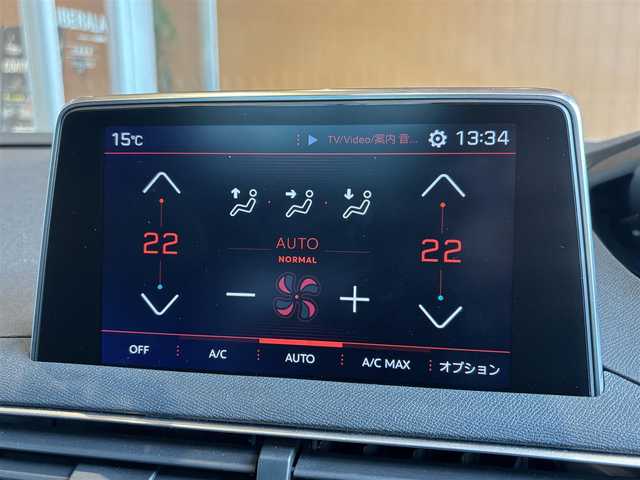 LIBERALA
15℃
TV/Video/案内 音...
13:34
22
AUTO
NORMAL
22
OFF
A/C
AUTO
A/C MAX
オプション